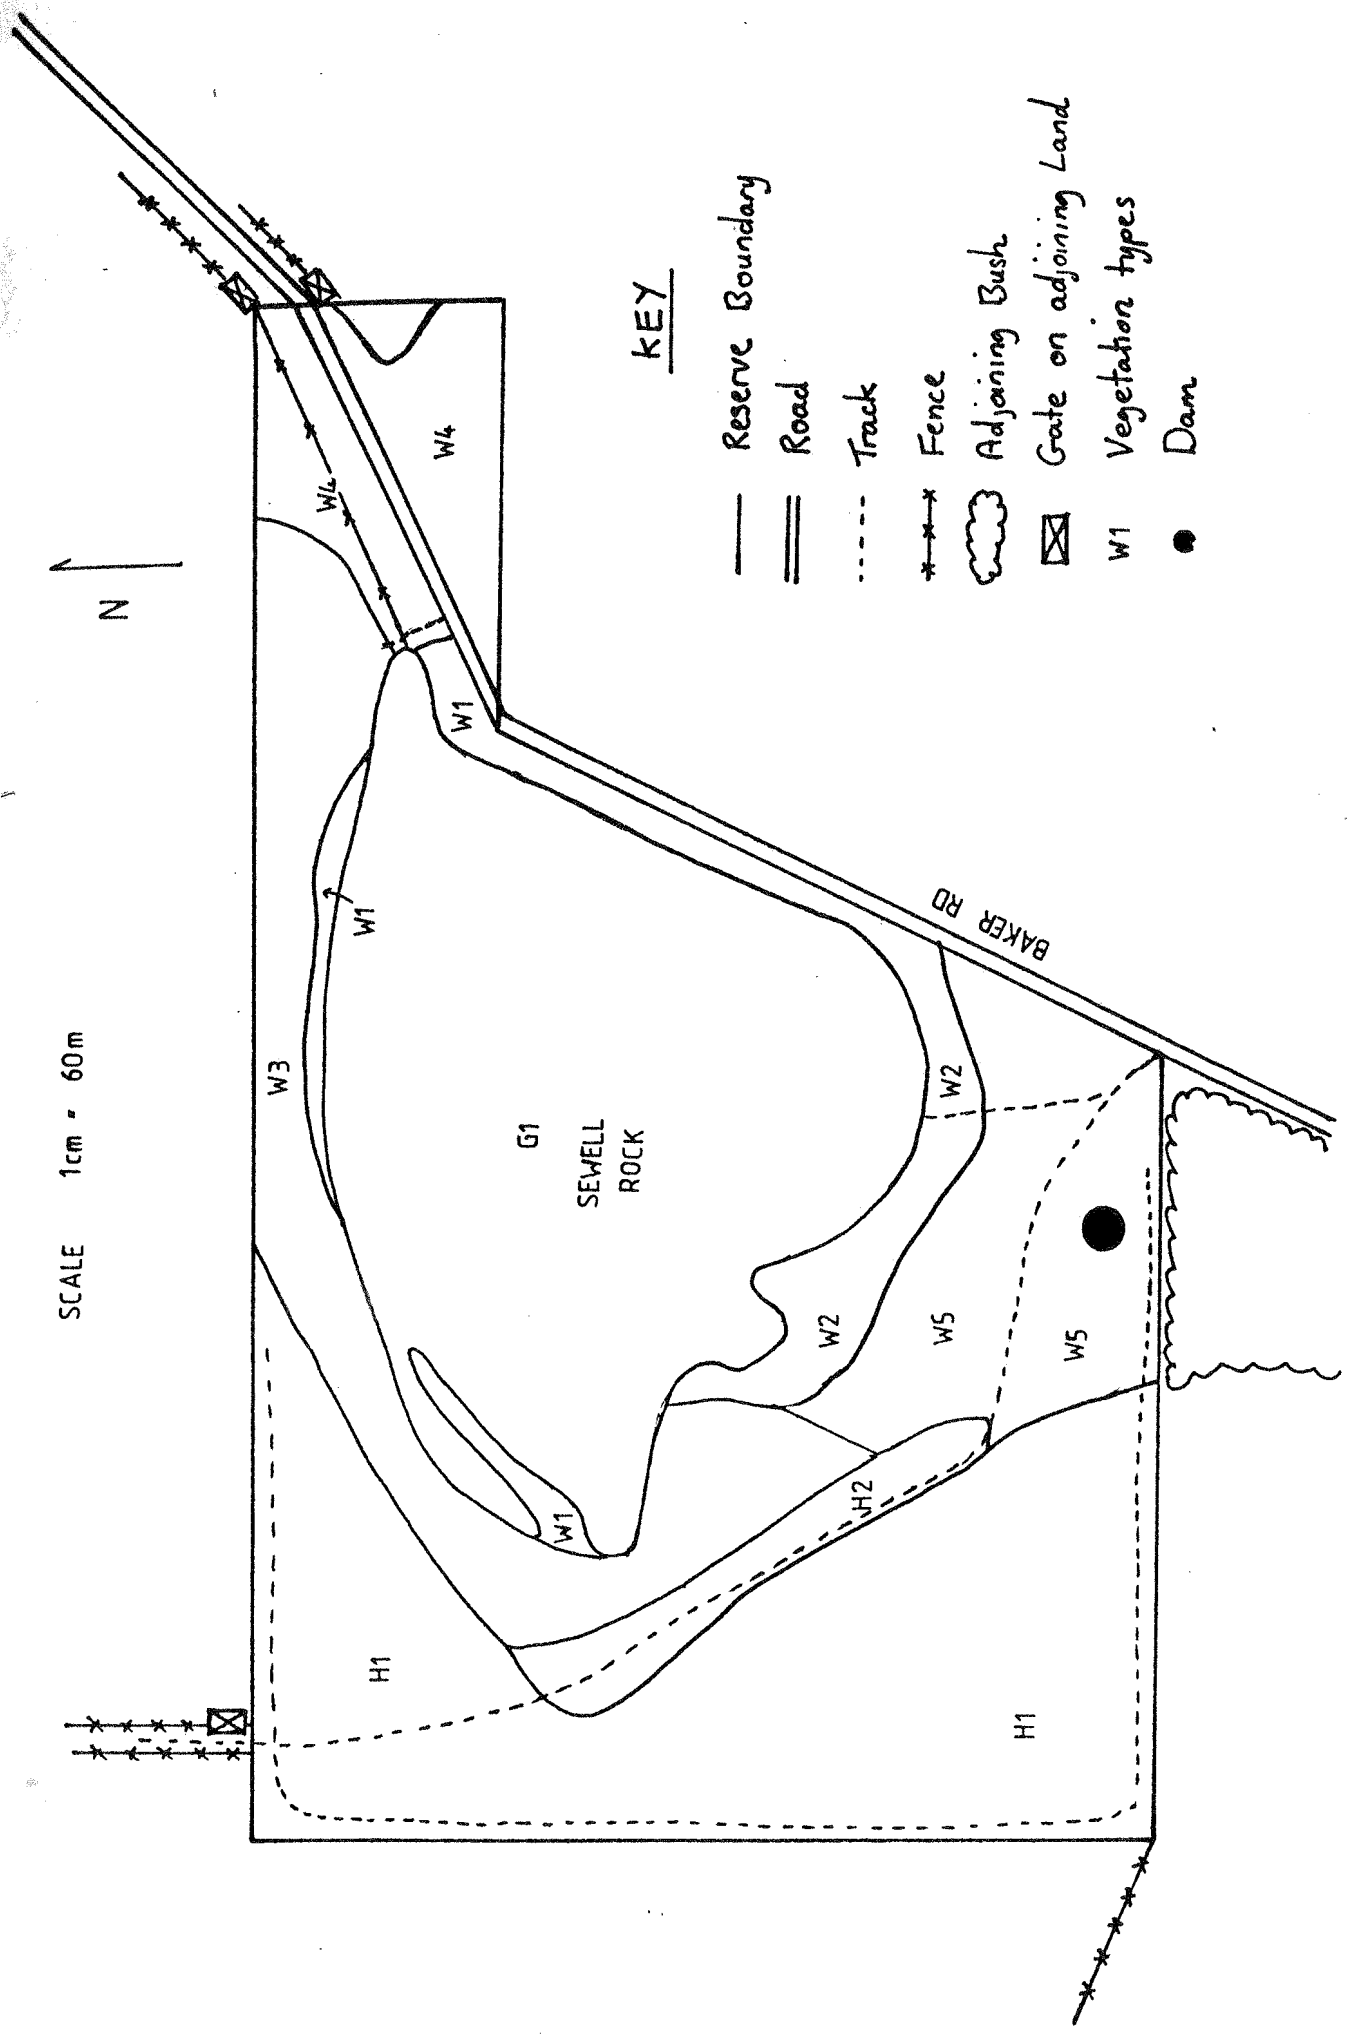 SCALE 1cm = 60m
N
W3
W1
W4
W4
W1
G1
SEWELL
ROCK
W1
W2
W2
W5
W5
H2
H1
H1
BAKER RD
KEY
Reserve Boundary
Road
Track
Fence
Adjoining Bush
Gate on adjoining Land
W1 Vegetation types
Dam